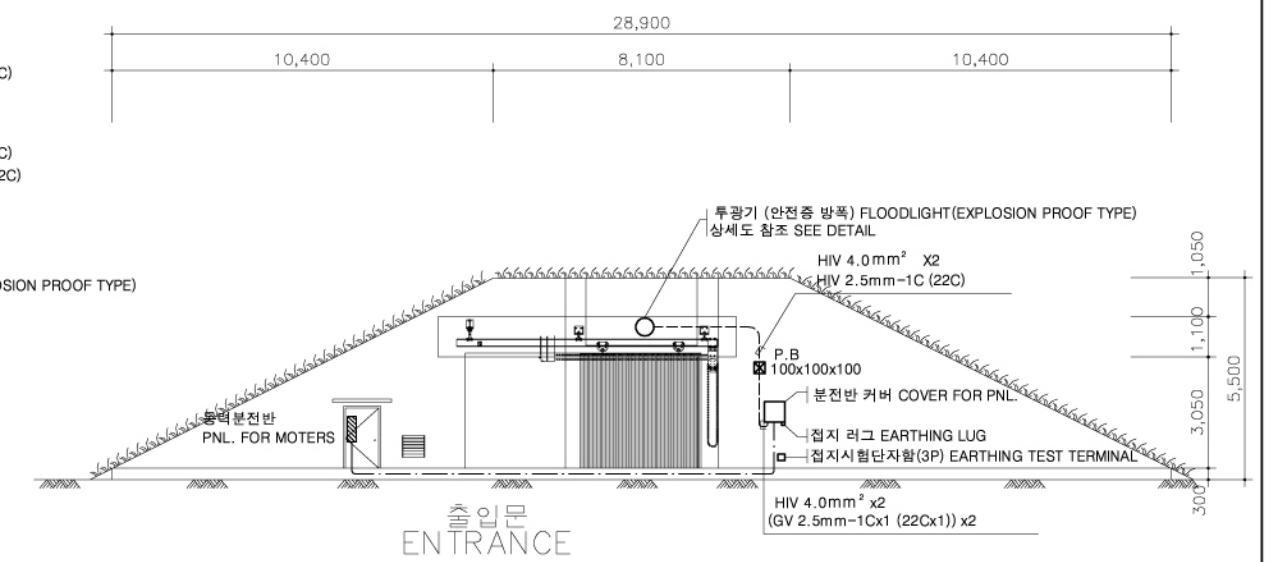 28,900
10,400
8,100
10,400
C)
C)
2C)
OSION PROOF TYPE)
투광기 (안전증 방폭) FLOODLIGHT(EXPLOSION PROOF TYPE)
상세도 참조 SEE DETAIL
HIV 4.0mm² X2
HIV 2.5mm-1C (22C)
P.B
100x100x100
분전반 커버 COVER FOR PNL.
접지 러그 EARTHING LUG
접지시험단자함(3P) EARTHING TEST TERMINAL
동력분전반
PNL. FOR MOTERS
HIV 4.0mm² x2
(GV 2.5mm-1Cx1 (22Cx1)) x2
1,050
1,100
3,050
300
5,500
출입문
ENTRANCE